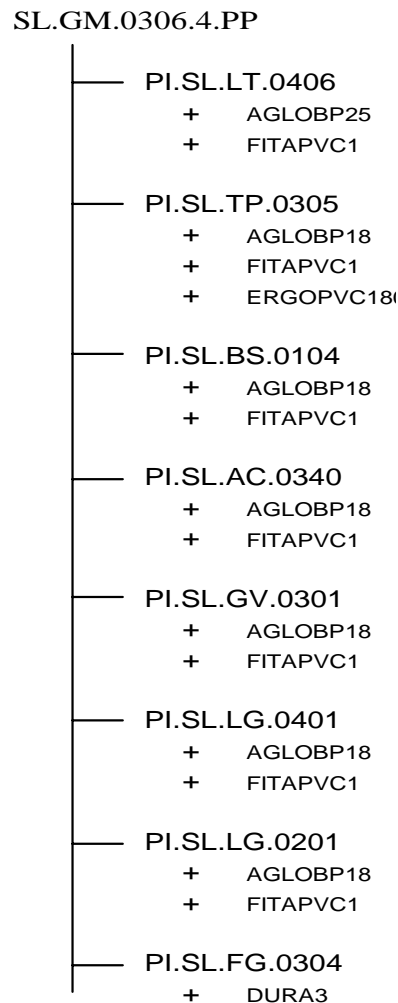 SL.GM.0306.4.PP
PI.SL.LT.0406
+ AGLOBP25
+ FITAPVC1
PI.SL.TP.0305
+ AGLOBP18
+ FITAPVC1
+ ERGOPVC180
PI.SL.BS.0104
+ AGLOBP18
+ FITAPVC1
PI.SL.AC.0340
+ AGLOBP18
+ FITAPVC1
PI.SL.GV.0301
+ AGLOBP18
+ FITAPVC1
PI.SL.LG.0401
+ AGLOBP18
+ FITAPVC1
PI.SL.LG.0201
+ AGLOBP18
+ FITAPVC1
PI.SL.FG.0304
+ DURA3